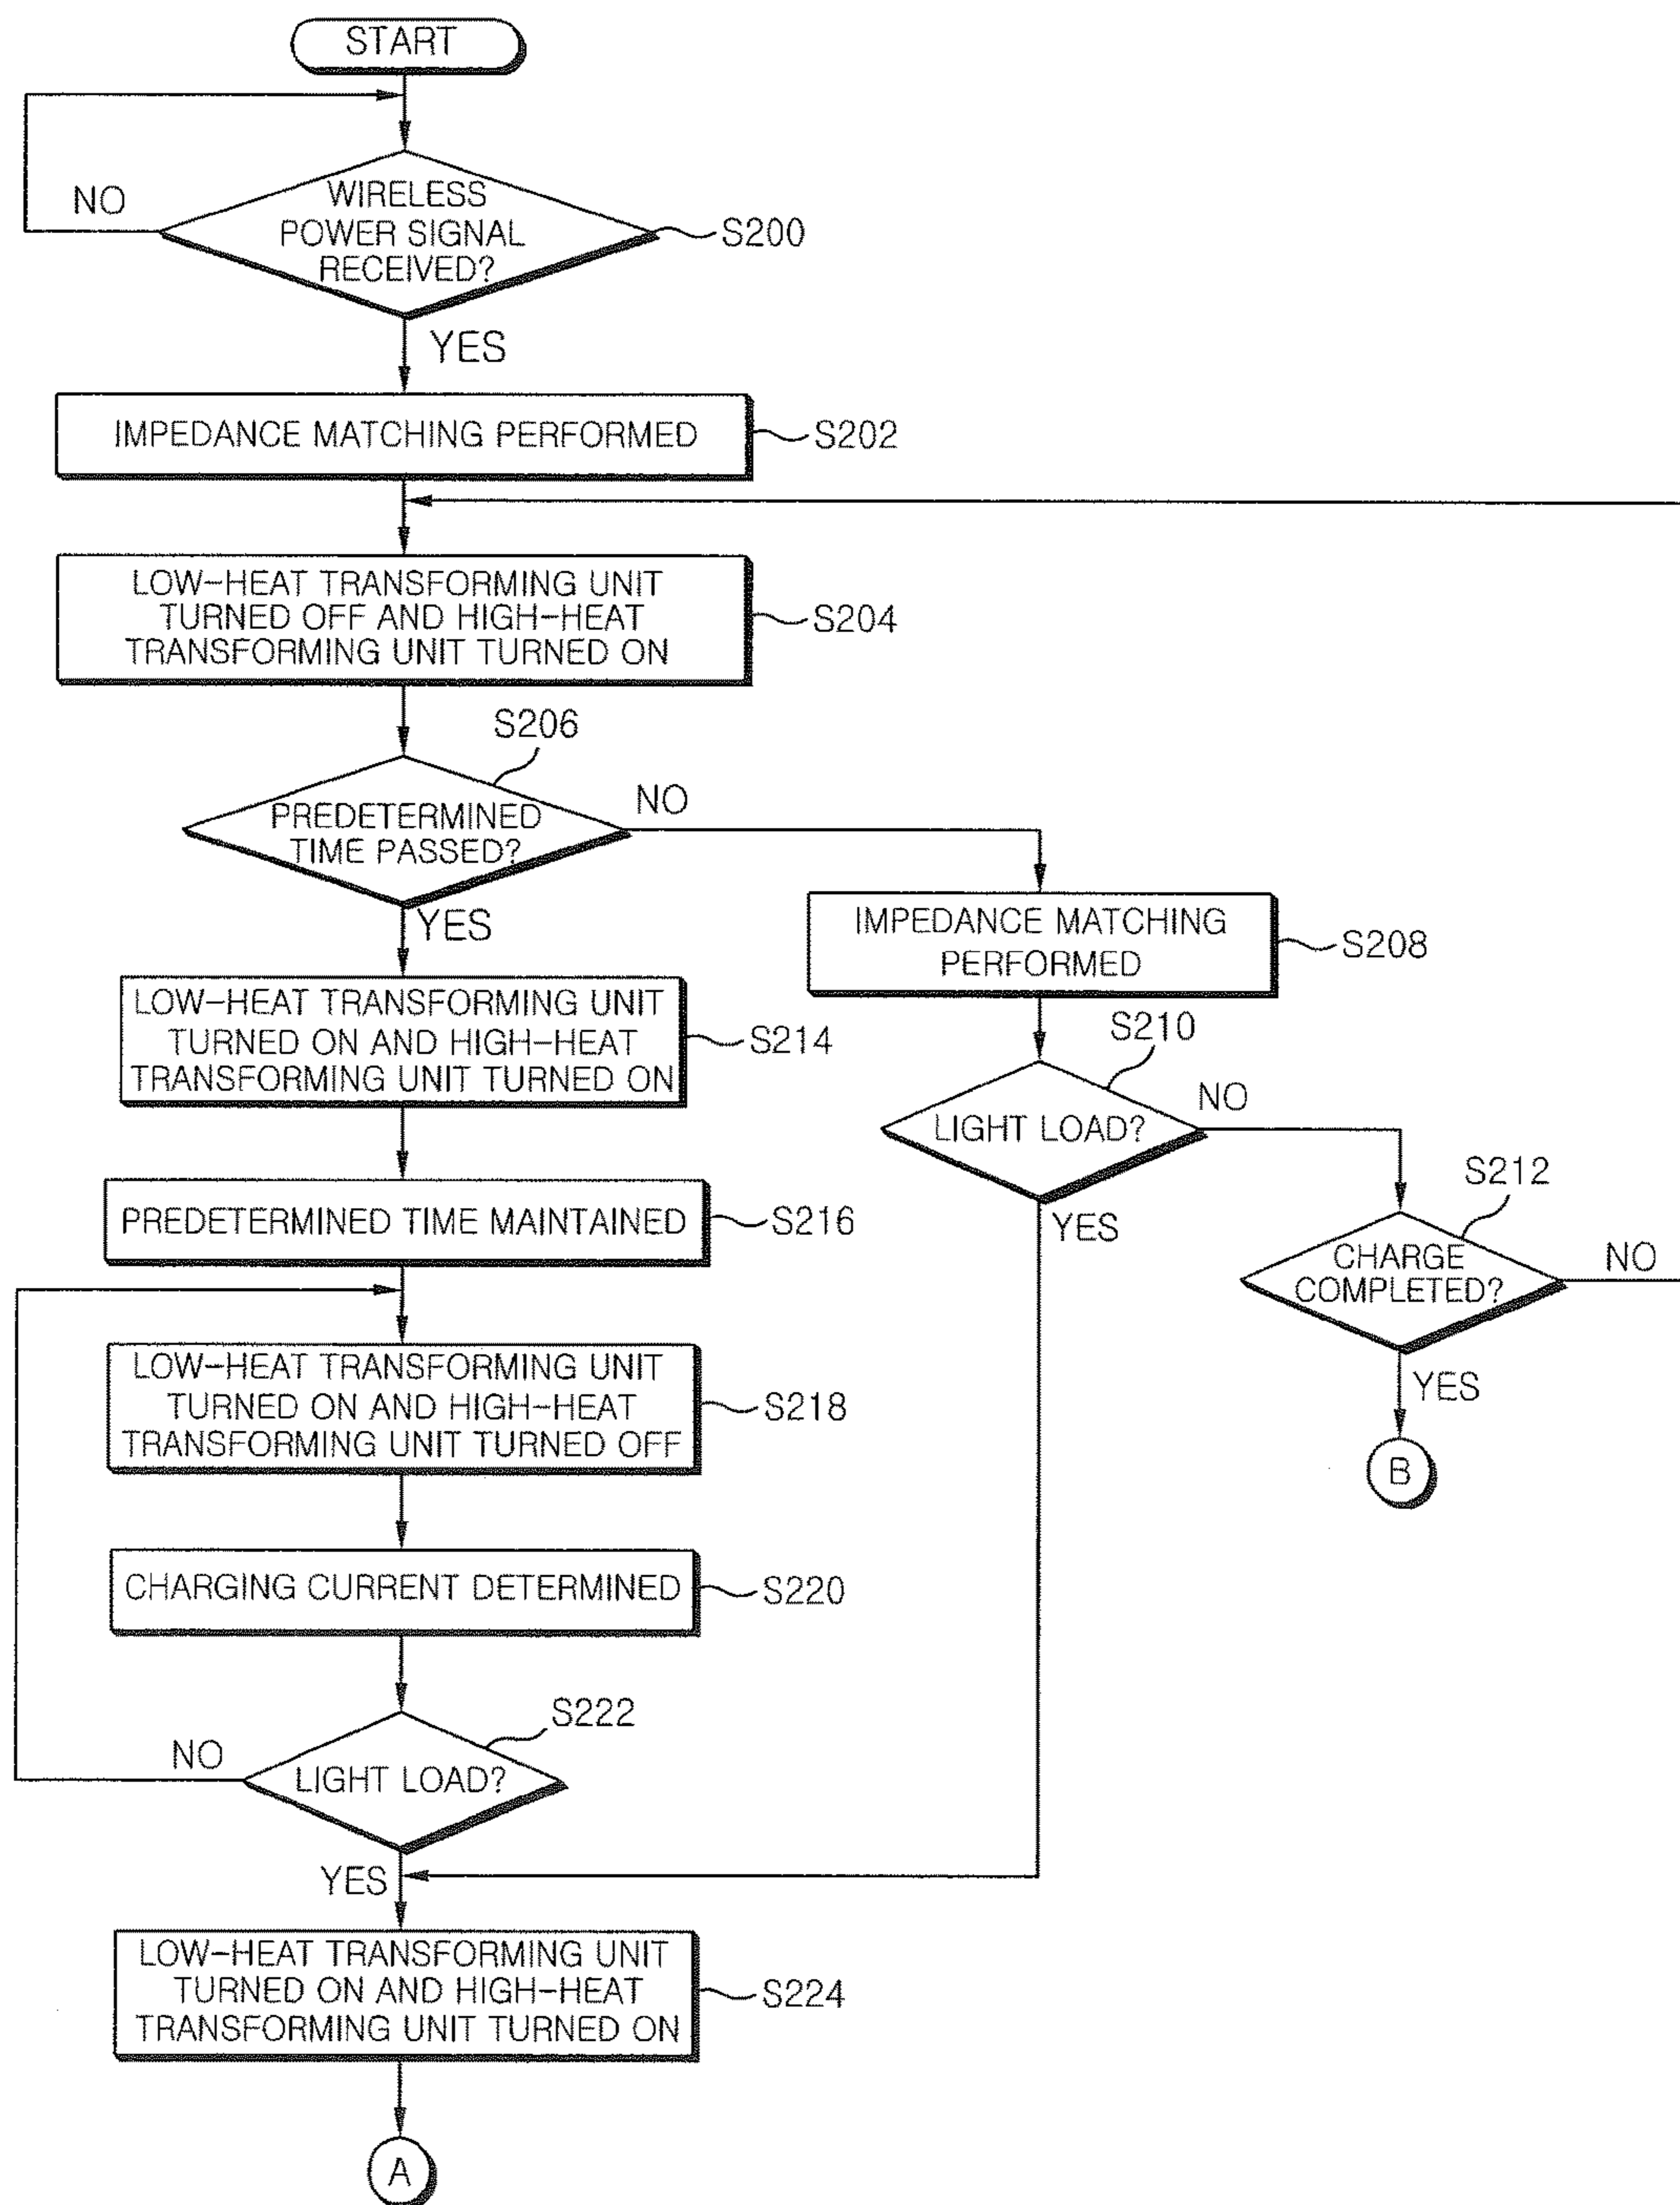 START
NO
WIRELESS
POWER SIGNAL
RECEIVED?
S200
YES
IMPEDANCE MATCHING PERFORMED
S202
LOW-HEAT TRANSFORMING UNIT
TURNED OFF AND HIGH-HEAT
TRANSFORMING UNIT TURNED ON
S204
S206
PREDETERMINED
TIME PASSED?
NO
YES
IMPEDANCE MATCHING
PERFORMED
S208
LOW-HEAT TRANSFORMING UNIT
TURNED ON AND HIGH-HEAT
TRANSFORMING UNIT TURNED ON
S214
S210
LIGHT LOAD?
NO
YES
S212
CHARGE
COMPLETED?
NO
YES
B
PREDETERMINED TIME MAINTAINED
S216
LOW-HEAT TRANSFORMING UNIT
TURNED ON AND HIGH-HEAT
TRANSFORMING UNIT TURNED OFF
S218
CHARGING CURRENT DETERMINED
S220
S222
NO
LIGHT LOAD?
YES
LOW-HEAT TRANSFORMING UNIT
TURNED ON AND HIGH-HEAT
TRANSFORMING UNIT TURNED ON
S224
A